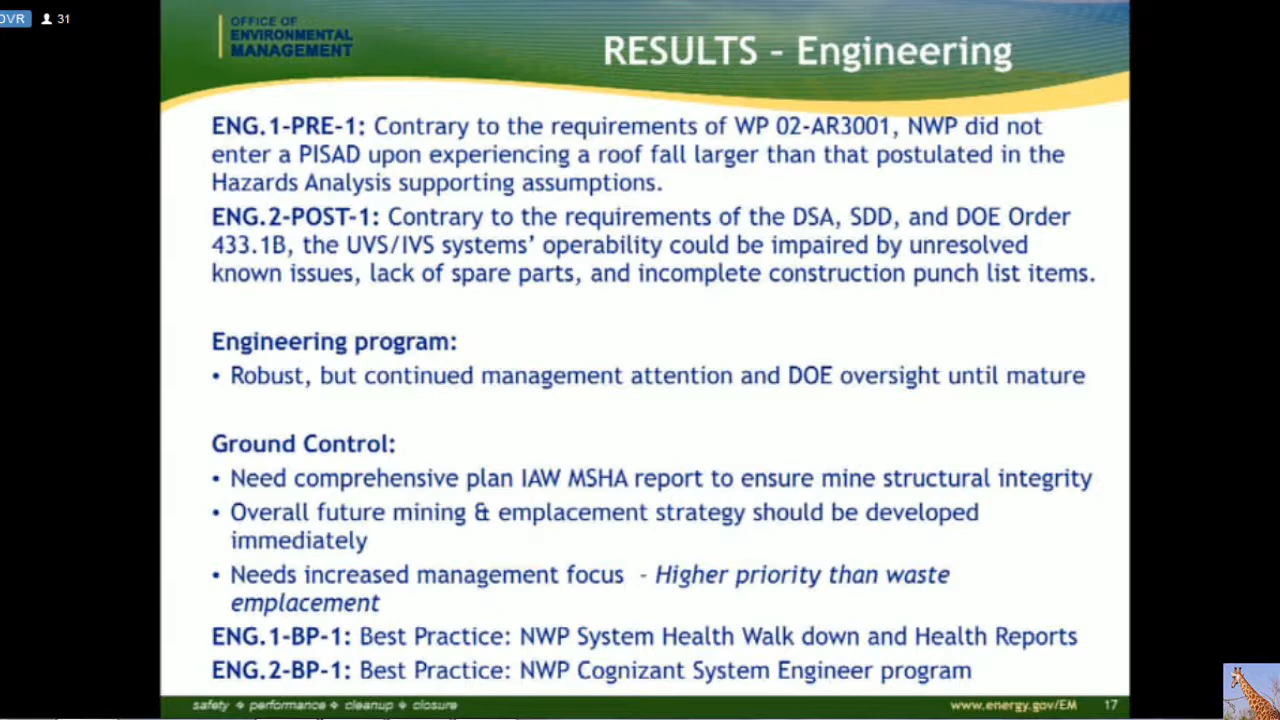 DVR 31
OFFICE OF
ENVIRONMENTAL
MANAGEMENT
RESULTS - Engineering
ENG.1-PRE-1: Contrary to the requirements of WP 02-AR3001, NWP did not
enter a PISAD upon experiencing a roof fall larger than that postulated in the
Hazards Analysis supporting assumptions.
ENG.2-POST-1: Contrary to the requirements of the DSA, SDD, and DOE Order
433.1B, the UVS/IVS systems' operability could be impaired by unresolved
known issues, lack of spare parts, and incomplete construction punch list items.
Engineering program:
• Robust, but continued management attention and DOE oversight until mature
Ground Control:
• Need comprehensive plan IAW MSHA report to ensure mine structural integrity
• Overall future mining & emplacement strategy should be developed
immediately
• Needs increased management focus - Higher priority than waste
emplacement
ENG.1-BP-1: Best Practice: NWP System Health Walk down and Health Reports
ENG.2-BP-1: Best Practice: NWP Cognizant System Engineer program
safety ❖ performance ❖ cleanup ❖ closure
www.energy.gov/EM 17